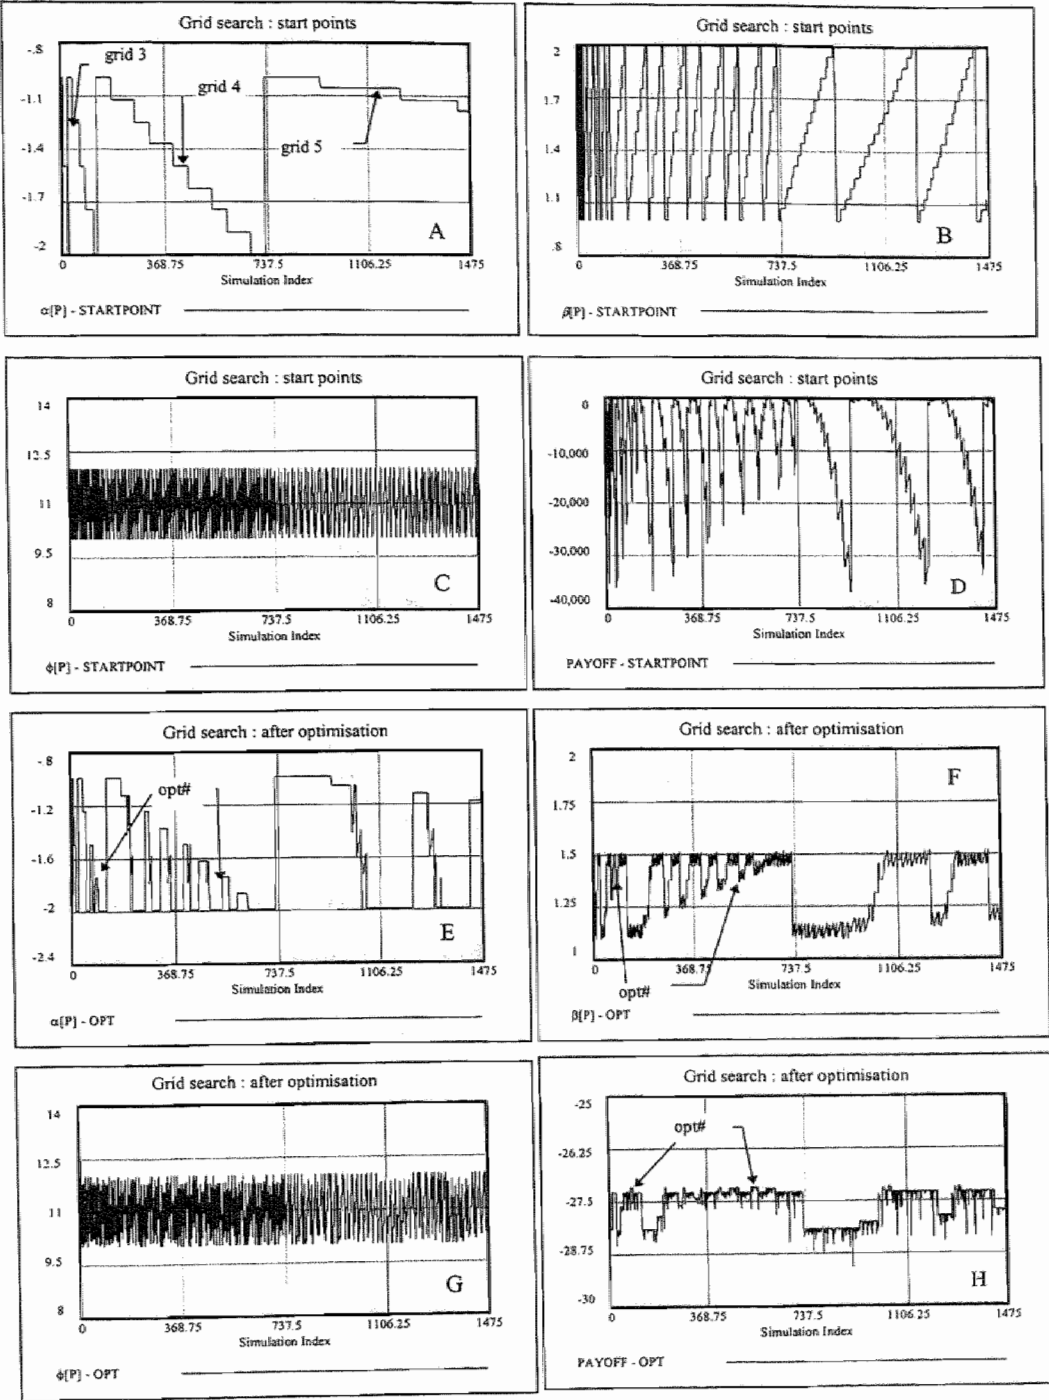 Grid search : start points
-.8
-1.1
-1.4
-1.7
-2
grid 3
grid 4
grid 5
A
0
368.75
737.5
1106.25
1475
Simulation Index
α[P] - STARTPOINT
Grid search : start points
2
1.7
1.4
1.1
.8
B
0
368.75
737.5
1106.25
1475
Simulation Index
β[P] - STARTPOINT
Grid search : start points
14
12.5
11
9.5
8
C
0
368.75
737.5
1106.25
1475
Simulation Index
ϕ[P] - STARTPOINT
Grid search : start points
0
-10,000
-20,000
-30,000
-40,000
D
0
368.75
737.5
1106.25
1475
Simulation Index
PAYOFF - STARTPOINT
Grid search : after optimisation
-.8
-1.2
-1.6
-2
-2.4
opt#
E
0
368.75
737.5
1106.25
1475
Simulation Index
α[P] - OPT
Grid search : after optimisation
2
1.75
1.5
1.25
1
F
opt#
0
368.75
737.5
1106.25
1475
Simulation Index
β[P] - OPT
Grid search : after optimisation
14
12.5
11
9.5
8
G
0
368.75
737.5
1106.25
1475
Simulation Index
ϕ[P] - OPT
Grid search : after optimisation
-25
-26.25
-27.5
-28.75
-30
opt#
H
0
368.75
737.5
1106.25
1475
Simulation Index
PAYOFF - OPT